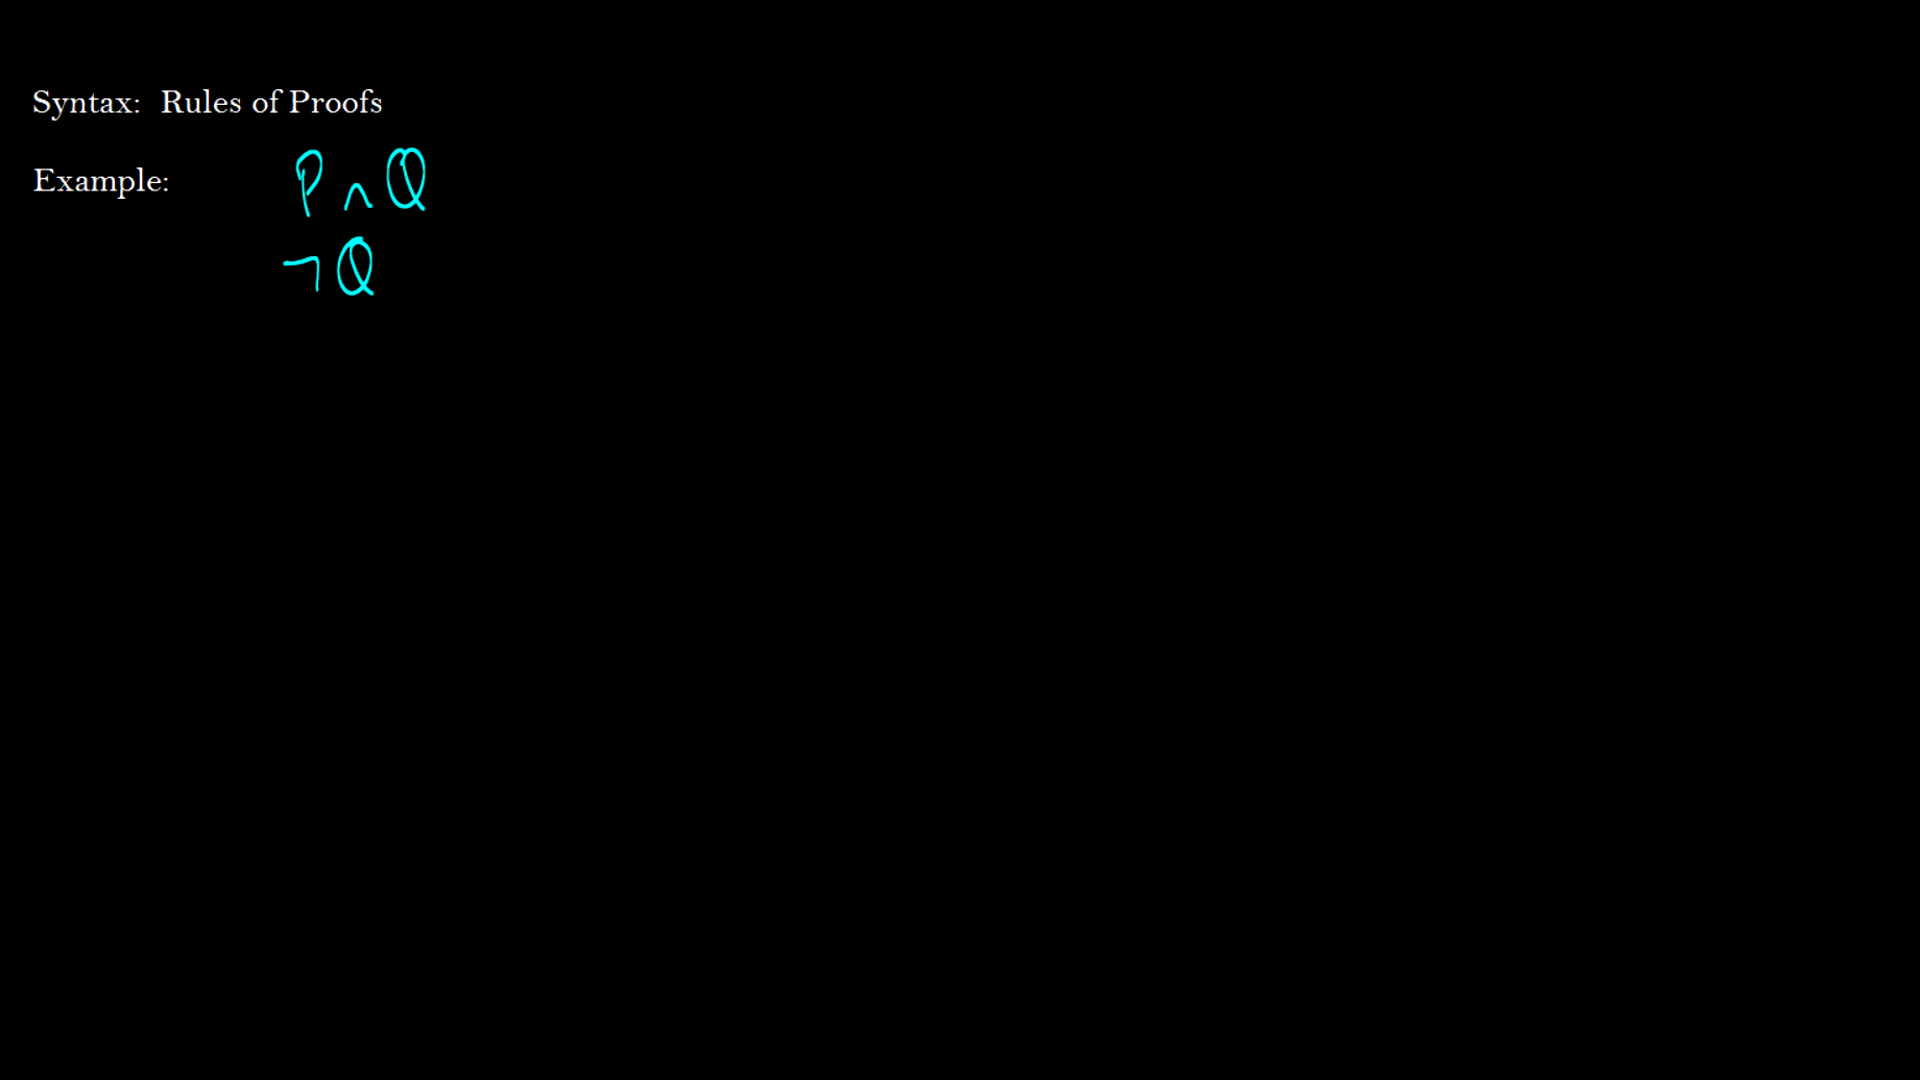 Syntax: Rules of Proofs
Example: P ∧ Q
¬ Q